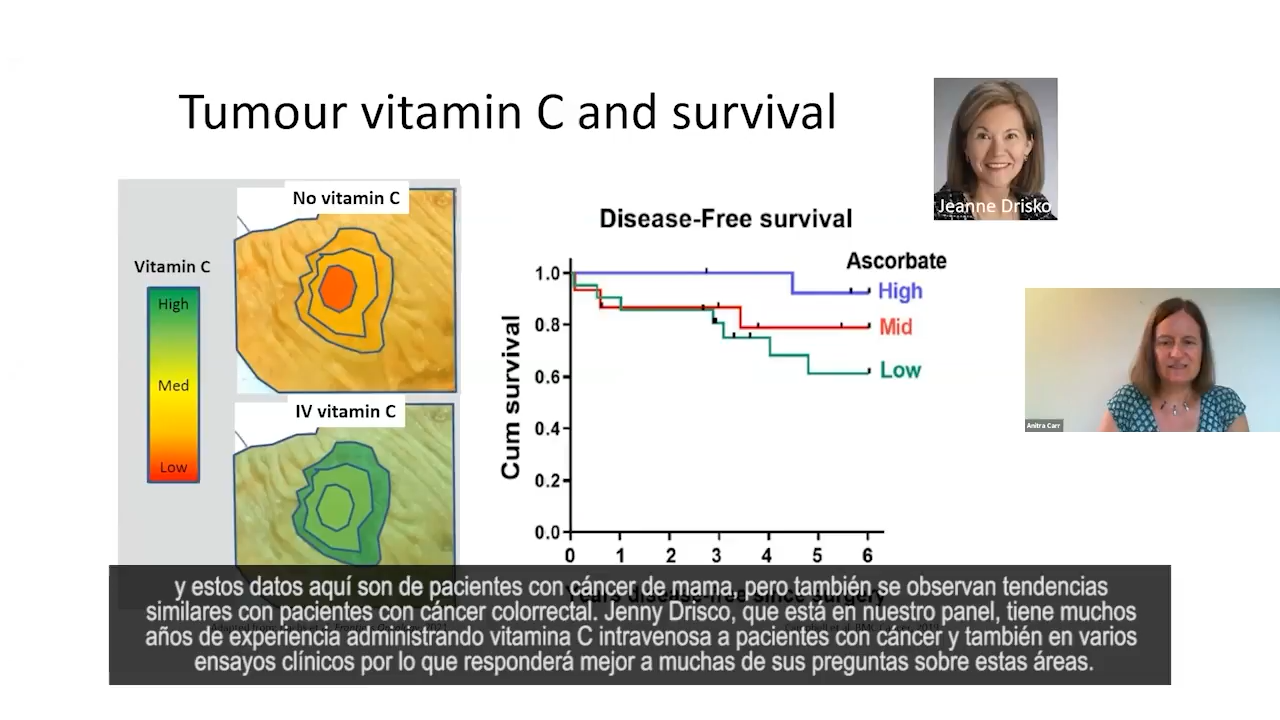 Tumour vitamin C and survival
Jeanne Drisko
No vitamin C
Vitamin C
High
Med
Low
IV vitamin C
Disease-Free survival
Ascorbate
High
Mid
Low
Cum survival
1.0
0.8
0.6
0.4
0.2
0.0
0 1 2 3 4 5 6
Anitra Carr
y estos datos aquí son de pacientes con cáncer de mama, pero también se observan tendencias
similares con pacientes con cáncer colorrectal. Jenny Drisco, que está en nuestro panel, tiene muchos
años de experiencia administrando vitamina C intravenosa a pacientes con cáncer y también en varios
ensayos clínicos por lo que responderá mejor a muchas de sus preguntas sobre estas áreas.